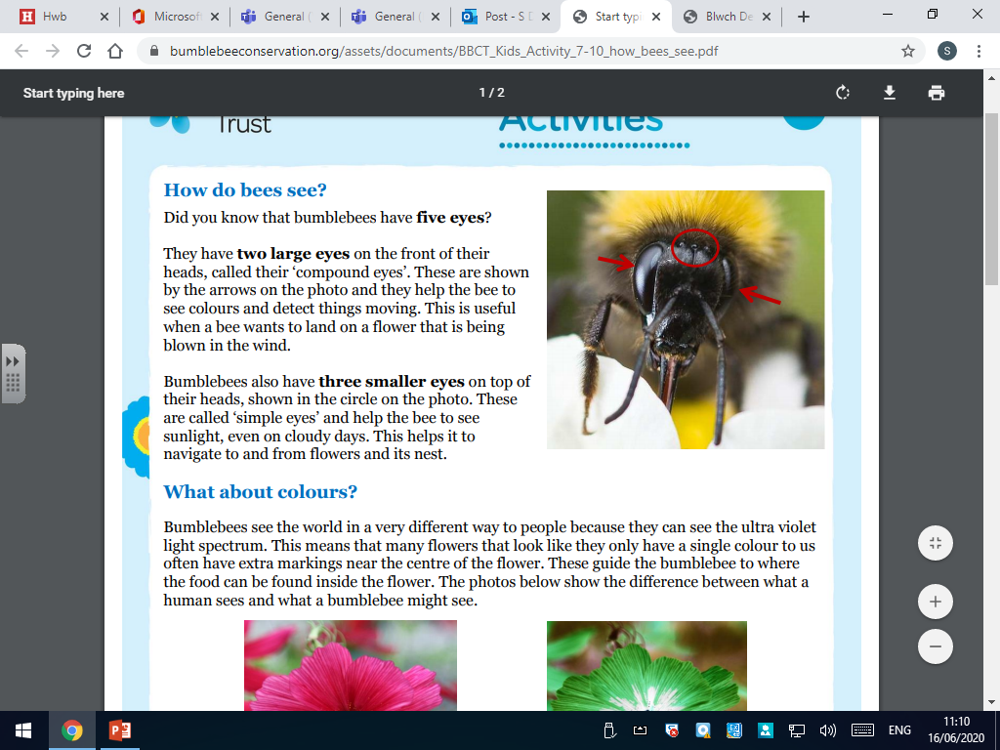 Hwb
Microsof
General (
General (
Post - S D
Start typi
Blwch De
bumblebeeconservation.org/assets/documents/BBCT_Kids_Activity_7-10_how_bees_see.pdf
S
Start typing here
1 / 2
Trust
Activities
How do bees see?
Did you know that bumblebees have five eyes?
They have two large eyes on the front of their
heads, called their ‘compound eyes’. These are shown
by the arrows on the photo and they help the bee to
see colours and detect things moving. This is useful
when a bee wants to land on a flower that is being
blown in the wind.
Bumblebees also have three smaller eyes on top of
their heads, shown in the circle on the photo. These
are called ‘simple eyes’ and help the bee to see
sunlight, even on cloudy days. This helps it to
navigate to and from flowers and its nest.
What about colours?
Bumblebees see the world in a very different way to people because they can see the ultra violet
light spectrum. This means that many flowers that look like they only have a single colour to us
often have extra markings near the centre of the flower. These guide the bumblebee to where
the food can be found inside the flower. The photos below show the difference between what a
human sees and what a bumblebee might see.
ENG
11:10
16/06/2020